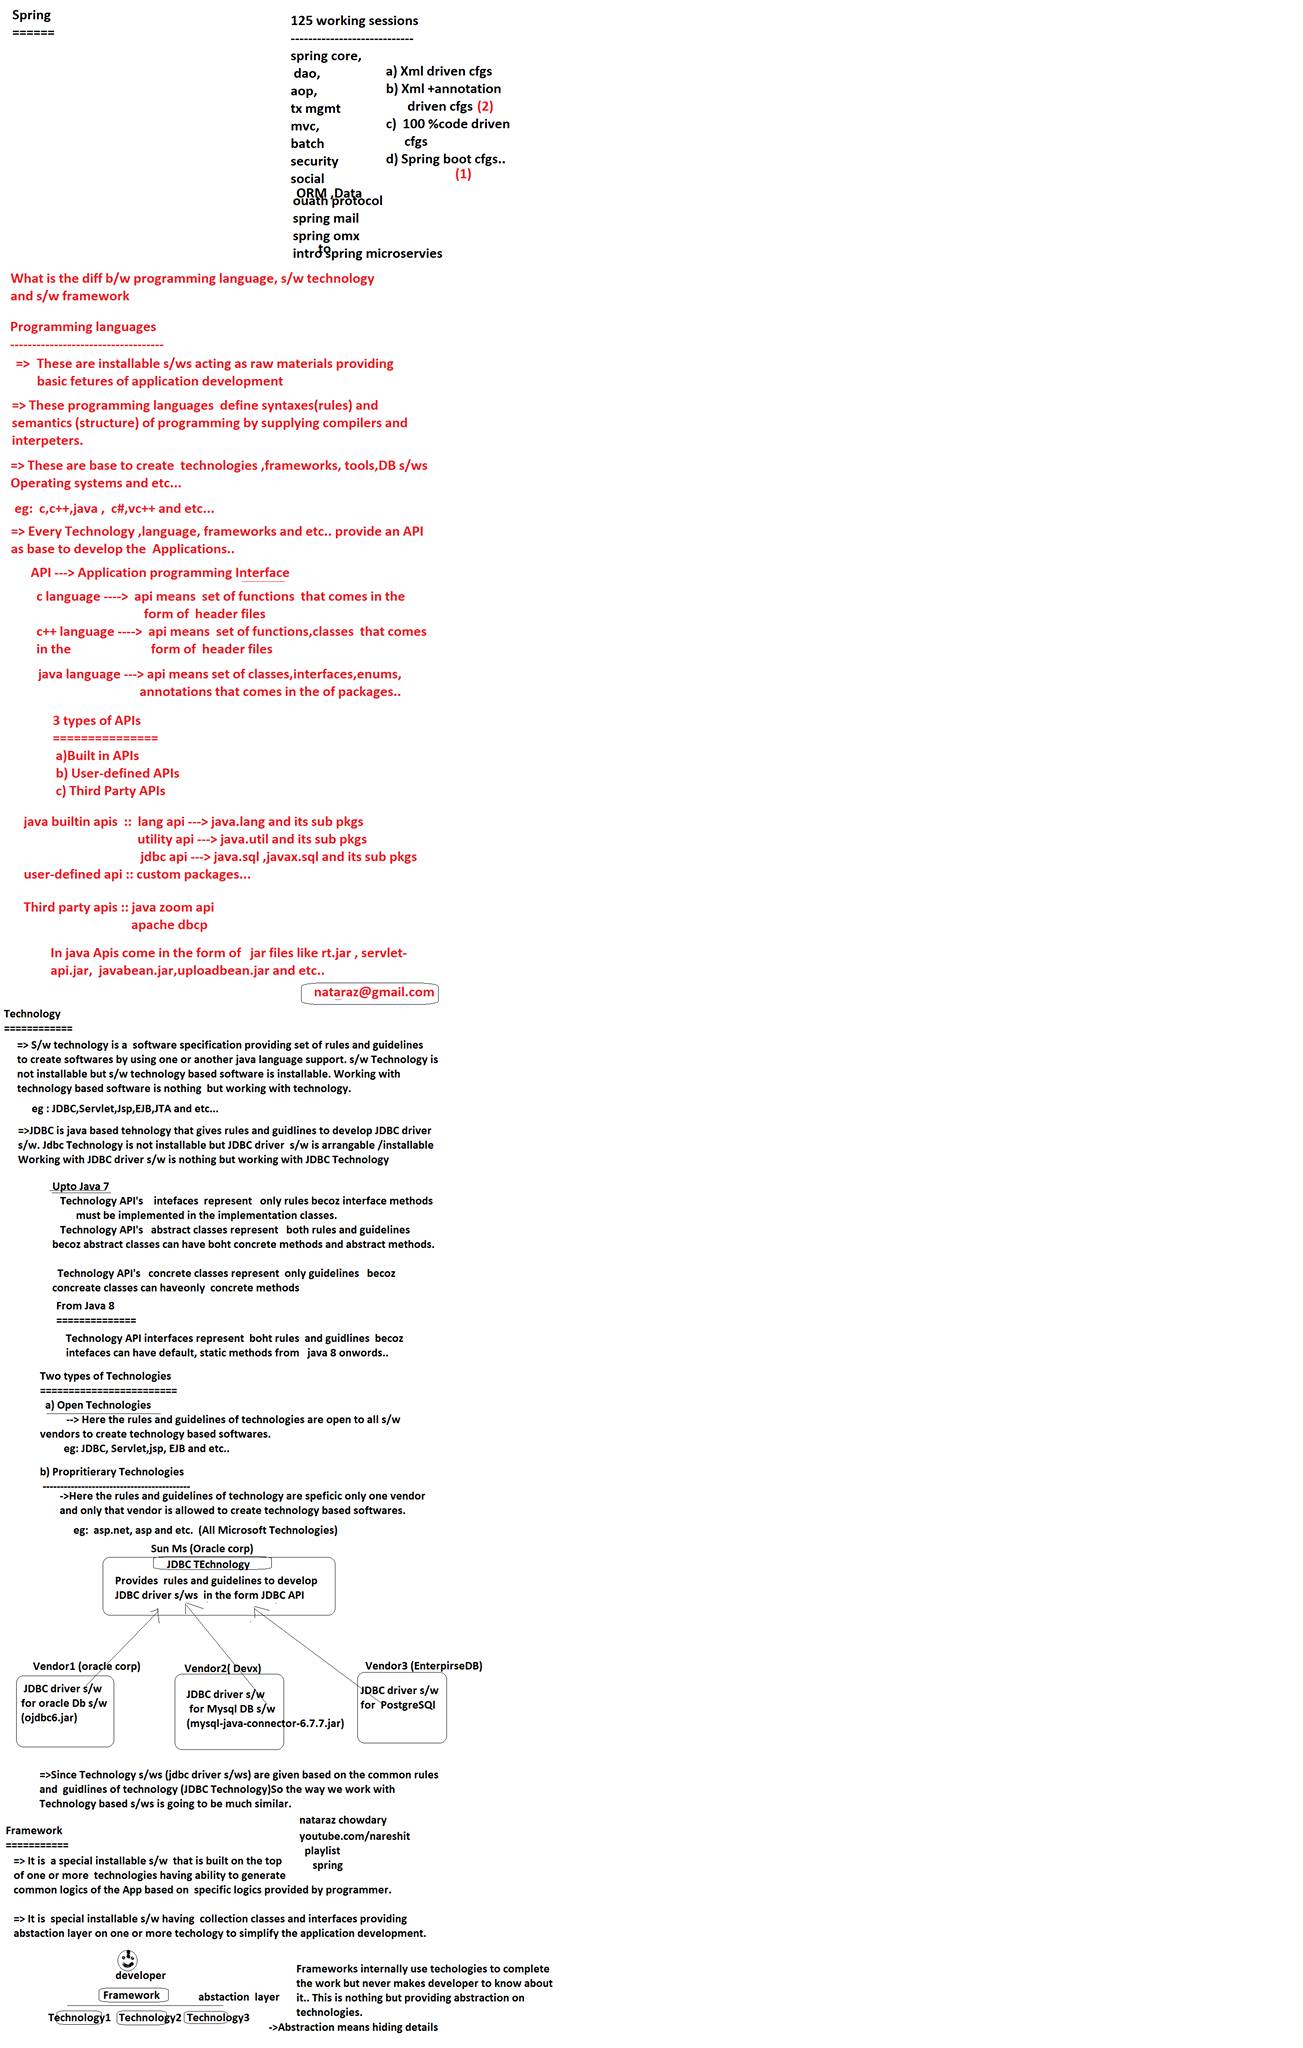 Spring
======
125 working sessions
----------------------------
spring core,
dao,
aop,
tx mgmt
mvc,
batch
security
social
ORM ,Data
ouath protocol
spring mail
spring omx
to
intro spring microservies
a) Xml driven cfgs
b) Xml +annotation
driven cfgs (2)
c) 100 %code driven
cfgs
d) Spring boot cfgs..
(1)
What is the diff b/w programming language, s/w technology
and s/w framework
Programming languages
-----------------------------------
=> These are installable s/ws acting as raw materials providing
basic fetures of application development
=> These programming languages define syntaxes(rules) and
semantics (structure) of programming by supplying compilers and
interpeters.
=> These are base to create technologies ,frameworks, tools,DB s/ws
Operating systems and etc...
eg: c,c++,java , c#,vc++ and etc...
=> Every Technology ,language, frameworks and etc.. provide an API
as base to develop the Applications..
API ---> Application programming Interface
c language ----> api means set of functions that comes in the
form of header files
c++ language ----> api means set of functions,classes that comes
in the form of header files
java language ---> api means set of classes,interfaces,enums,
annotations that comes in the of packages..
3 types of APIs
===============
a)Built in APIs
b) User-defined APIs
c) Third Party APIs
java builtin apis :: lang api ---> java.lang and its sub pkgs
utility api ---> java.util and its sub pkgs
jdbc api ---> java.sql ,javax.sql and its sub pkgs
user-defined api :: custom packages...
Third party apis :: java zoom api
apache dbcp
In java Apis come in the form of jar files like rt.jar , servlet-
api.jar, javabean.jar,uploadbean.jar and etc..
nataraz@gmail.com
Technology
============
=> S/w technology is a software specification providing set of rules and guidelines
to create softwares by using one or another java language support. s/w Technology is
not installable but s/w technology based software is installable. Working with
technology based software is nothing but working with technology.
eg : JDBC,Servlet,Jsp,EJB,JTA and etc...
=>JDBC is java based tehnology that gives rules and guidlines to develop JDBC driver
s/w. Jdbc Technology is not installable but JDBC driver s/w is arrangable /installable
Working with JDBC driver s/w is nothing but working with JDBC Technology
Upto Java 7
Technology API's intefaces represent only rules becoz interface methods
must be implemented in the implementation classes.
Technology API's abstract classes represent both rules and guidelines
becoz abstract classes can have boht concrete methods and abstract methods.
Technology API's concrete classes represent only guidelines becoz
concreate classes can haveonly concrete methods
From Java 8
==============
Technology API interfaces represent boht rules and guidlines becoz
intefaces can have default, static methods from java 8 onwords..
Two types of Technologies
========================
a) Open Technologies
--> Here the rules and guidelines of technologies are open to all s/w
vendors to create technology based softwares.
eg: JDBC, Servlet,jsp, EJB and etc..
b) Propritierary Technologies
------------------------------------------
->Here the rules and guidelines of technology are speficic only one vendor
and only that vendor is allowed to create technology based softwares.
eg: asp.net, asp and etc. (All Microsoft Technologies)
Sun Ms (Oracle corp)
JDBC TEchnology
Provides rules and guidelines to develop
JDBC driver s/ws in the form JDBC API
Vendor1 (oracle corp)
JDBC driver s/w
for oracle Db s/w
(ojdbc6.jar)
Vendor2( Devx)
JDBC driver s/w
for Mysql DB s/w
(mysql-java-connector-6.7.7.jar)
Vendor3 (EnterpirseDB)
JDBC driver s/w
for PostgreSQl
=>Since Technology s/ws (jdbc driver s/ws) are given based on the common rules
and guidlines of technology (JDBC Technology)So the way we work with
Technology based s/ws is going to be much similar.
nataraz chowdary
youtube.com/nareshit
playlist
spring
Framework
===========
=> It is a special installable s/w that is built on the top
of one or more technologies having ability to generate
common logics of the App based on specific logics provided by programmer.
=> It is special installable s/w having collection classes and interfaces providing
abstaction layer on one or more techology to simplify the application development.
developer
Framework
abstaction layer
Technology1 Technology2 Technology3
Frameworks internally use techologies to complete
the work but never makes developer to know about
it.. This is nothing but providing abstraction on
technologies.
->Abstraction means hiding details